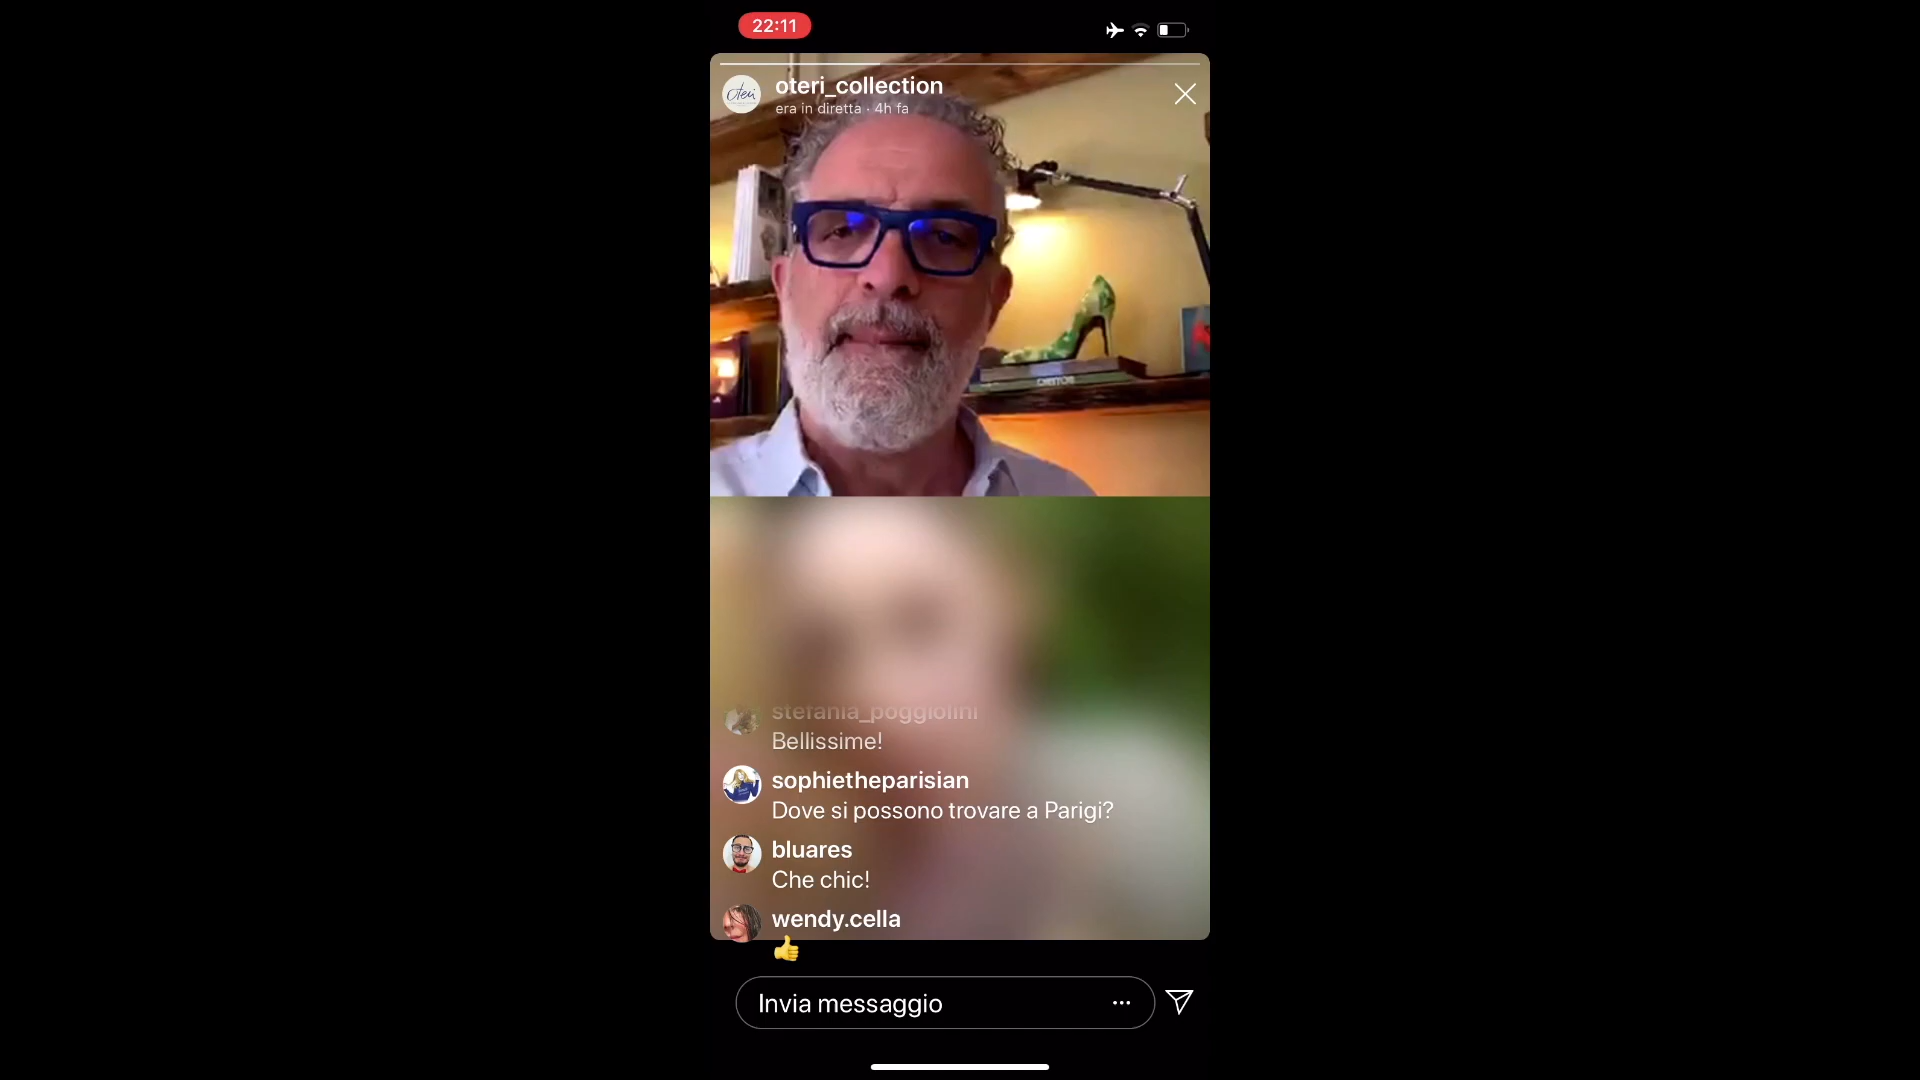 22:11
Oteri
oteri_collection
era in diretta · 4h fa
stefania_poggiolini
Bellissime!
sophietheparisian
Dove si possono trovare a Parigi?
bluares
Che chic!
wendy.cella
👍
Invia messaggio